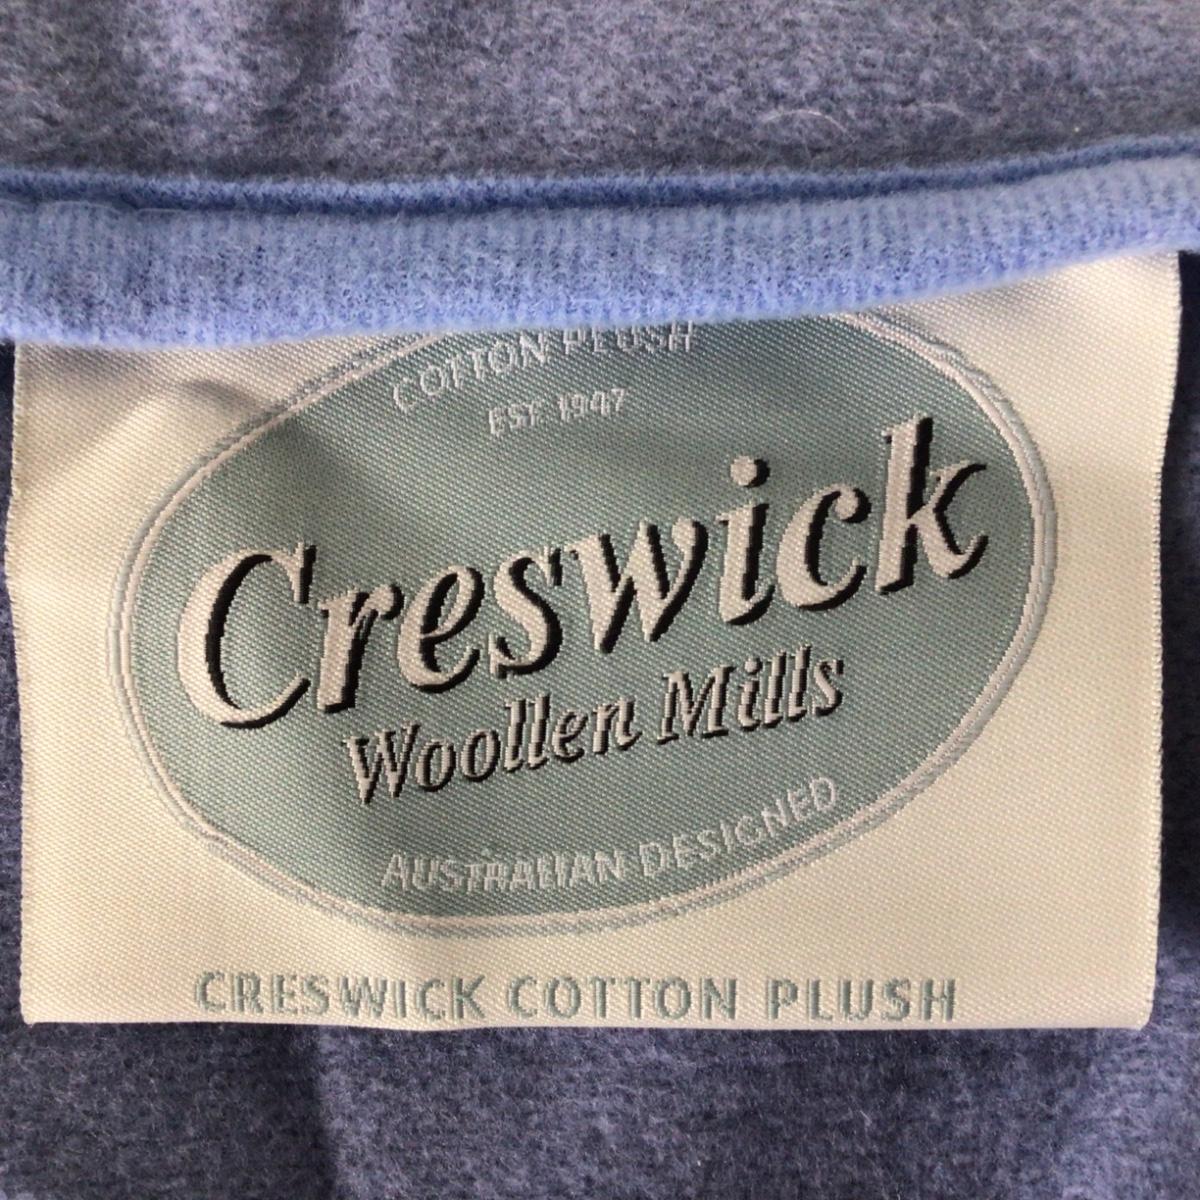 COTTON PLUSH
EST 1947
Creswick
Woollen Mills
AUSTRALIAN DESIGNED
CRESWICK COTTON PLUSH